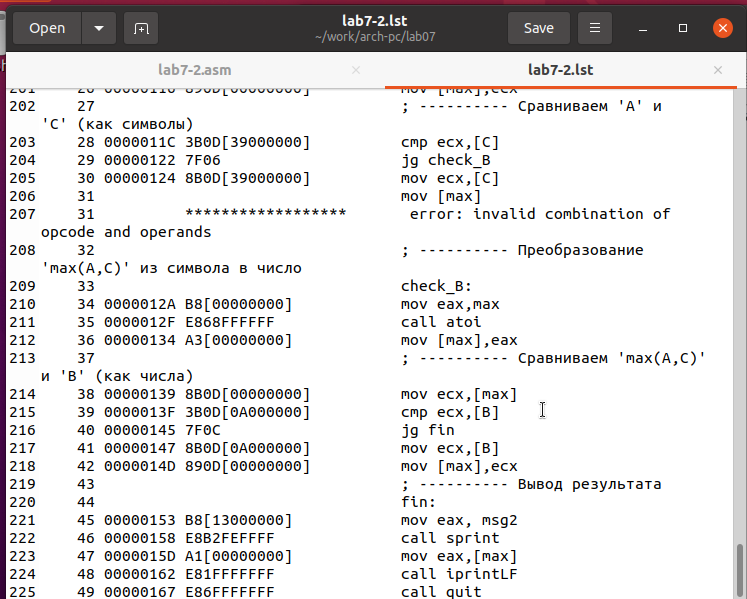 Open
lab7-2.lst
~/work/arch-pc/lab07
Save
lab7-2.asm ×
lab7-2.lst ×
201 26 00000116 890D[00000000] mov [max],ecx
202 27 ; ---------- Сравниваем 'A' и
'C' (как символы)
203 28 0000011C 3B0D[39000000] cmp ecx,[C]
204 29 00000122 7F06 jg check_B
205 30 00000124 8B0D[39000000] mov ecx,[C]
206 31 mov [max]
207 31 ****************** error: invalid combination of
opcode and operands
208 32 ; ---------- Преобразование
'max(A,C)' из символа в число
209 33 check_B:
210 34 0000012A B8[00000000] mov eax,max
211 35 0000012F E868FFFFFF call atoi
212 36 00000134 A3[00000000] mov [max],eax
213 37 ; ---------- Сравниваем 'max(A,C)'
и 'B' (как числа)
214 38 00000139 8B0D[00000000] mov ecx,[max]
215 39 0000013F 3B0D[0A000000] cmp ecx,[B]
216 40 00000145 7F0C jg fin
217 41 00000147 8B0D[0A000000] mov ecx,[B]
218 42 0000014D 890D[00000000] mov [max],ecx
219 43 ; ---------- Вывод результата
220 44 fin:
221 45 00000153 B8[13000000] mov eax, msg2
222 46 00000158 E8B2FEFFFF call sprint
223 47 0000015D A1[00000000] mov eax,[max]
224 48 00000162 E81FFFFFFF call iprintLF
225 49 00000167 E86FFFFFFF call quit